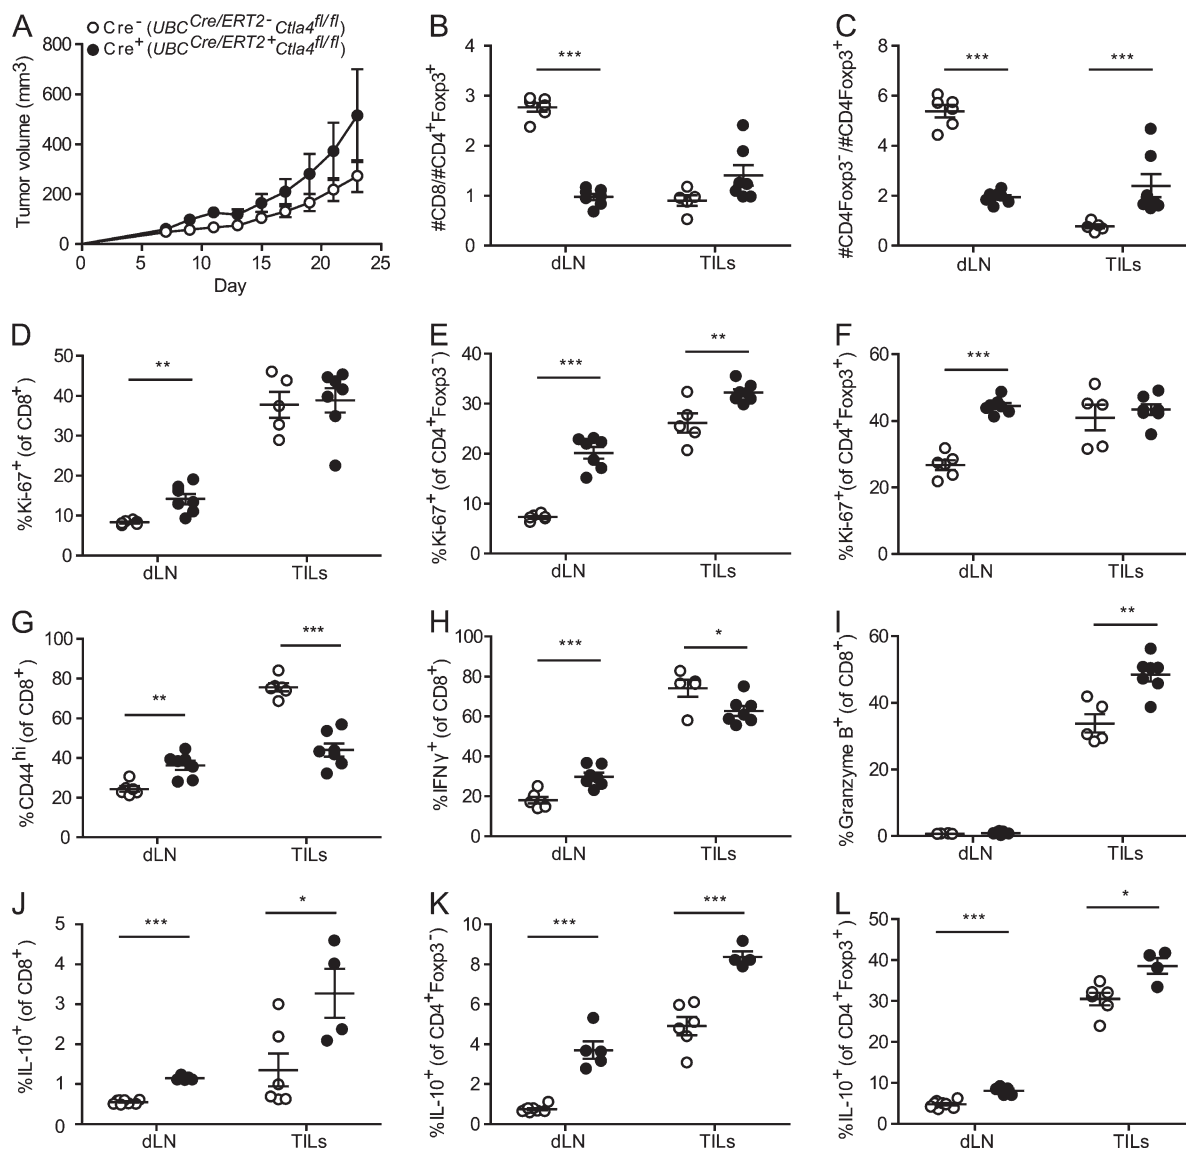 A
Cre⁻ (UBC^Cre/ERT2⁻ Ctla4^fl/fl)
Cre⁺ (UBC^Cre/ERT2⁺ Ctla4^fl/fl)
Tumor volume (mm³)
800
600
400
200
0
0 5 10 15 20 25
Day
B
#CD8/#CD4⁺Foxp3⁺
4
3
2
1
0
***
dLN TILs
C
#CD4Foxp3⁻/#CD4Foxp3⁺
8
6
4
2
0
*** ***
dLN TILs
D
%Ki-67⁺ (of CD8⁺)
50
40
30
20
10
0
**
dLN TILs
E
%Ki-67⁺ (of CD4⁺Foxp3⁻)
40
30
20
10
0
*** **
dLN TILs
F
%Ki-67⁺ (of CD4⁺Foxp3⁺)
60
40
20
0
***
dLN TILs
G
%CD44^hi (of CD8⁺)
100
80
60
40
20
0
** ***
dLN TILs
H
%IFNγ⁺ (of CD8⁺)
100
80
60
40
20
0
*** *
dLN TILs
I
%Granzyme B⁺ (of CD8⁺)
60
40
20
0
**
dLN TILs
J
%IL-10⁺ (of CD8⁺)
5
4
3
2
1
0
*** *
dLN TILs
K
%IL-10⁺ (of CD4⁺Foxp3⁻)
10
8
6
4
2
0
*** ***
dLN TILs
L
%IL-10⁺ (of CD4⁺Foxp3⁺)
50
40
30
20
10
0
*** *
dLN TILs